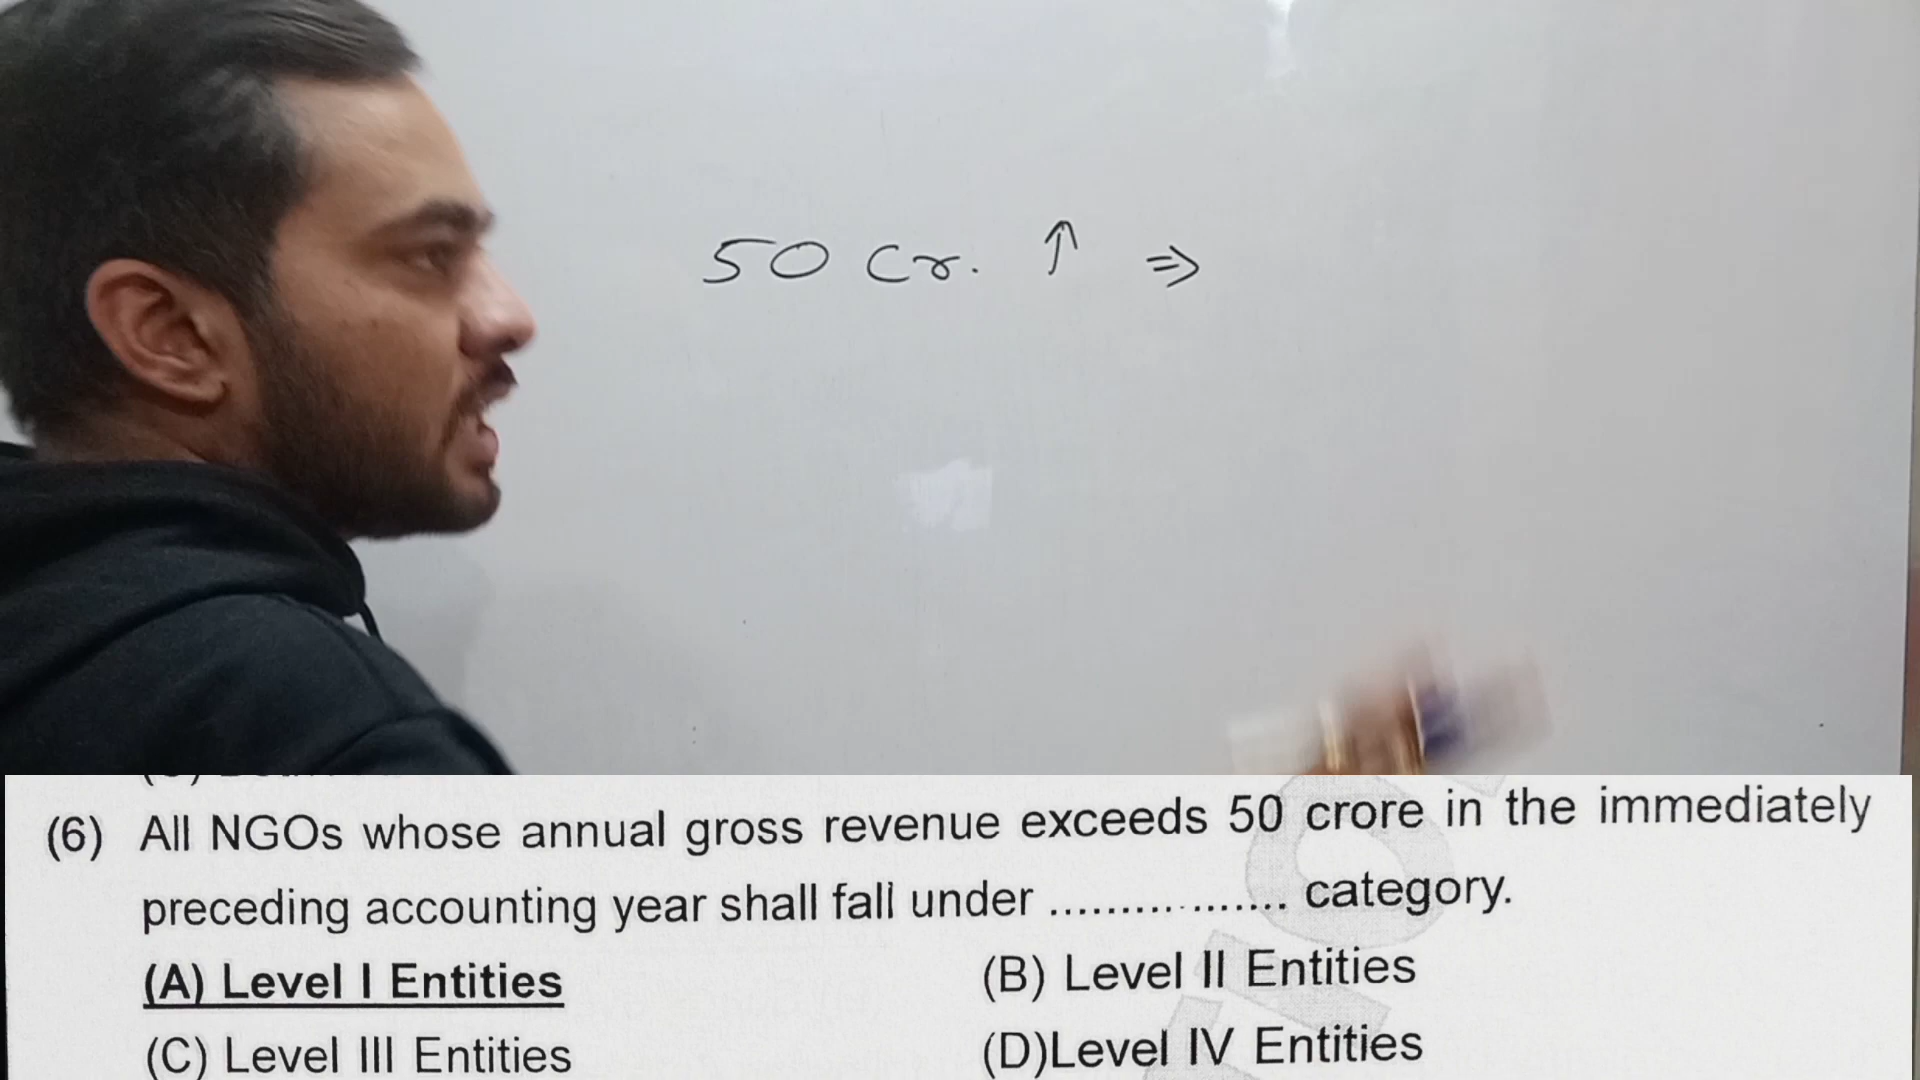 50 Cr. ↑ ⇒
(6) All NGOs whose annual gross revenue exceeds 50 crore in the immediately
preceding accounting year shall fall under ................ category.
(A) Level I Entities
(B) Level II Entities
(C) Level III Entities
(D)Level IV Entities